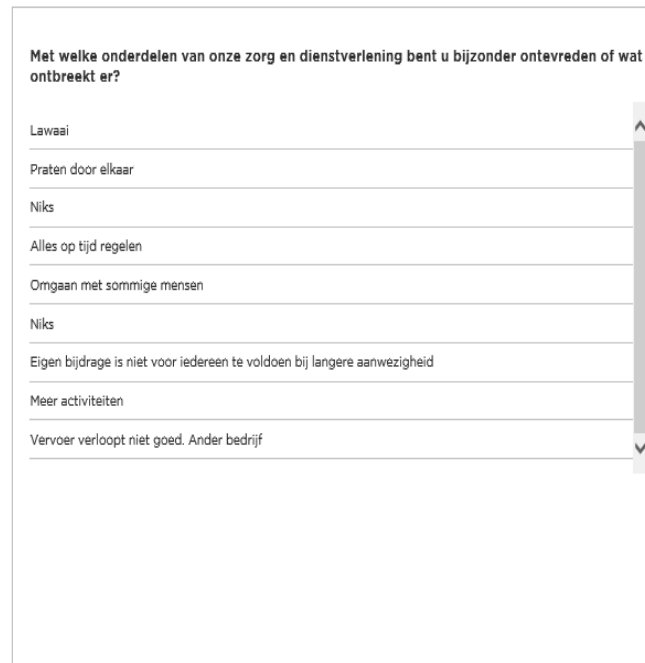 Met welke onderdelen van onze zorg en dienstverlening bent u bijzonder ontevreden of wat
ontbreekt er?
Lawaai
Praten door elkaar
Niks
Alles op tijd regelen
Omgaan met sommige mensen
Niks
Eigen bijdrage is niet voor iedereen te voldoen bij langere aanwezigheid
Meer activiteiten
Vervoer verloopt niet goed. Ander bedrijf